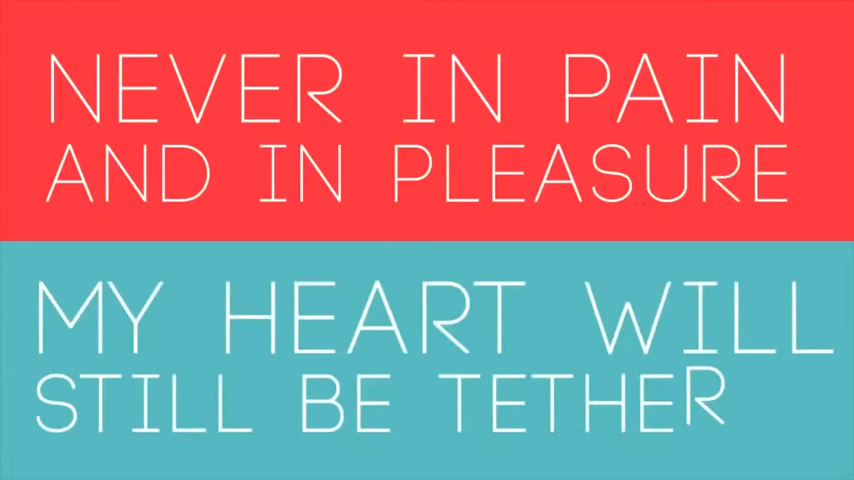 NEVER IN PAIN
AND IN PLEASURE
MY HEART WILL
STILL BE TETHER